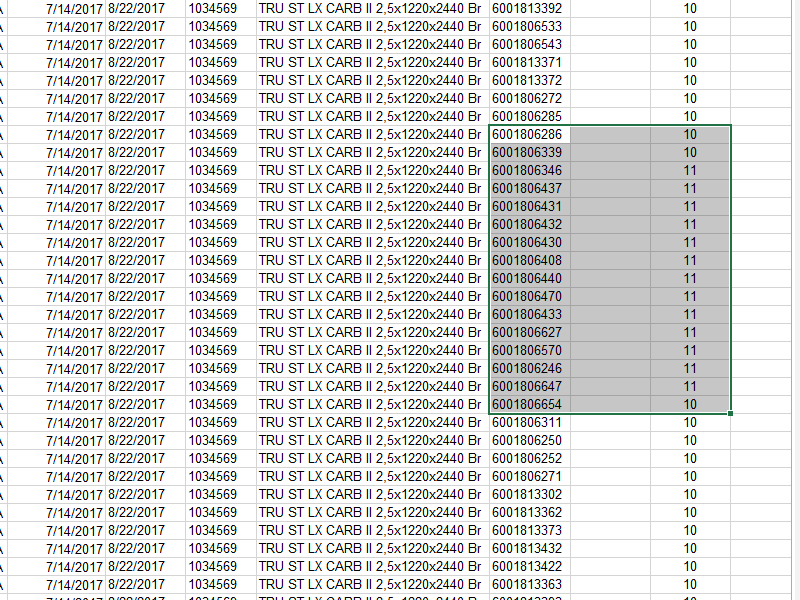 7/14/2017 8/22/2017 1034569 TRU ST LX CARB II 2,5x1220x2440 Br 6001813392 10
7/14/2017 8/22/2017 1034569 TRU ST LX CARB II 2,5x1220x2440 Br 6001806533 10
7/14/2017 8/22/2017 1034569 TRU ST LX CARB II 2,5x1220x2440 Br 6001806543 10
7/14/2017 8/22/2017 1034569 TRU ST LX CARB II 2,5x1220x2440 Br 6001813371 10
7/14/2017 8/22/2017 1034569 TRU ST LX CARB II 2,5x1220x2440 Br 6001813372 10
7/14/2017 8/22/2017 1034569 TRU ST LX CARB II 2,5x1220x2440 Br 6001806272 10
7/14/2017 8/22/2017 1034569 TRU ST LX CARB II 2,5x1220x2440 Br 6001806285 10
7/14/2017 8/22/2017 1034569 TRU ST LX CARB II 2,5x1220x2440 Br 6001806286 10
7/14/2017 8/22/2017 1034569 TRU ST LX CARB II 2,5x1220x2440 Br 6001806339 10
7/14/2017 8/22/2017 1034569 TRU ST LX CARB II 2,5x1220x2440 Br 6001806346 11
7/14/2017 8/22/2017 1034569 TRU ST LX CARB II 2,5x1220x2440 Br 6001806437 11
7/14/2017 8/22/2017 1034569 TRU ST LX CARB II 2,5x1220x2440 Br 6001806431 11
7/14/2017 8/22/2017 1034569 TRU ST LX CARB II 2,5x1220x2440 Br 6001806432 11
7/14/2017 8/22/2017 1034569 TRU ST LX CARB II 2,5x1220x2440 Br 6001806430 11
7/14/2017 8/22/2017 1034569 TRU ST LX CARB II 2,5x1220x2440 Br 6001806408 11
7/14/2017 8/22/2017 1034569 TRU ST LX CARB II 2,5x1220x2440 Br 6001806440 11
7/14/2017 8/22/2017 1034569 TRU ST LX CARB II 2,5x1220x2440 Br 6001806470 11
7/14/2017 8/22/2017 1034569 TRU ST LX CARB II 2,5x1220x2440 Br 6001806433 11
7/14/2017 8/22/2017 1034569 TRU ST LX CARB II 2,5x1220x2440 Br 6001806627 11
7/14/2017 8/22/2017 1034569 TRU ST LX CARB II 2,5x1220x2440 Br 6001806570 11
7/14/2017 8/22/2017 1034569 TRU ST LX CARB II 2,5x1220x2440 Br 6001806246 11
7/14/2017 8/22/2017 1034569 TRU ST LX CARB II 2,5x1220x2440 Br 6001806647 11
7/14/2017 8/22/2017 1034569 TRU ST LX CARB II 2,5x1220x2440 Br 6001806654 10
7/14/2017 8/22/2017 1034569 TRU ST LX CARB II 2,5x1220x2440 Br 6001806311 10
7/14/2017 8/22/2017 1034569 TRU ST LX CARB II 2,5x1220x2440 Br 6001806250 10
7/14/2017 8/22/2017 1034569 TRU ST LX CARB II 2,5x1220x2440 Br 6001806252 10
7/14/2017 8/22/2017 1034569 TRU ST LX CARB II 2,5x1220x2440 Br 6001806271 10
7/14/2017 8/22/2017 1034569 TRU ST LX CARB II 2,5x1220x2440 Br 6001813302 10
7/14/2017 8/22/2017 1034569 TRU ST LX CARB II 2,5x1220x2440 Br 6001813362 10
7/14/2017 8/22/2017 1034569 TRU ST LX CARB II 2,5x1220x2440 Br 6001813373 10
7/14/2017 8/22/2017 1034569 TRU ST LX CARB II 2,5x1220x2440 Br 6001813432 10
7/14/2017 8/22/2017 1034569 TRU ST LX CARB II 2,5x1220x2440 Br 6001813422 10
7/14/2017 8/22/2017 1034569 TRU ST LX CARB II 2,5x1220x2440 Br 6001813363 10